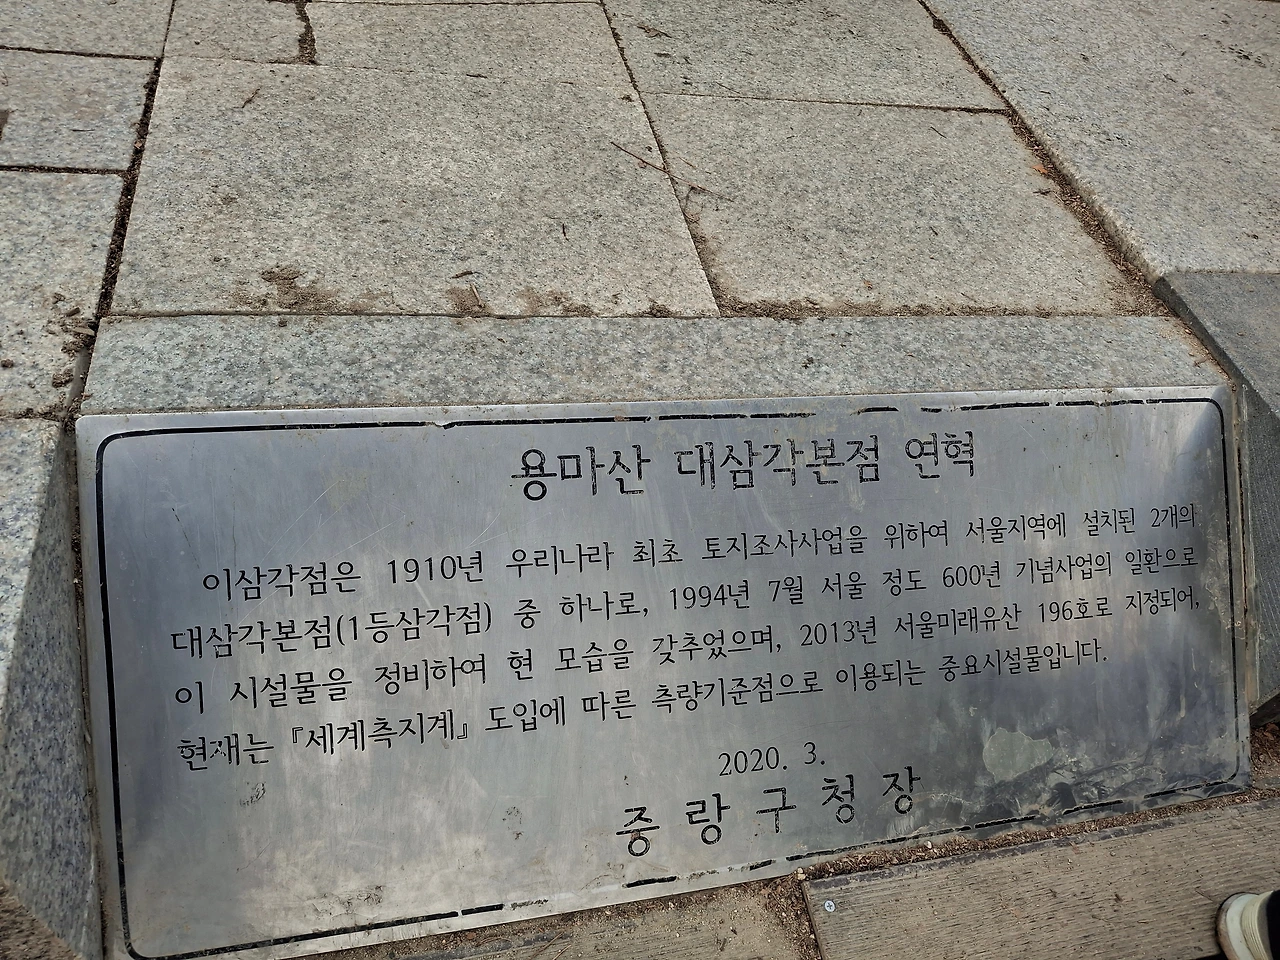 용마산 대삼각본점 연혁
이삼각점은 1910년 우리나라 최초 토지조사사업을 위하여 서울지역에 설치된 2개의
대삼각본점(1등삼각점) 중 하나로, 1994년 7월 서울 정도 600년 기념사업의 일환으로
이 시설물을 정비하여 현 모습을 갖추었으며, 2013년 서울미래유산 196호로 지정되어,
현재는 『세계측지계』 도입에 따른 측량기준점으로 이용되는 중요시설물입니다.
2020. 3.
중랑구청장